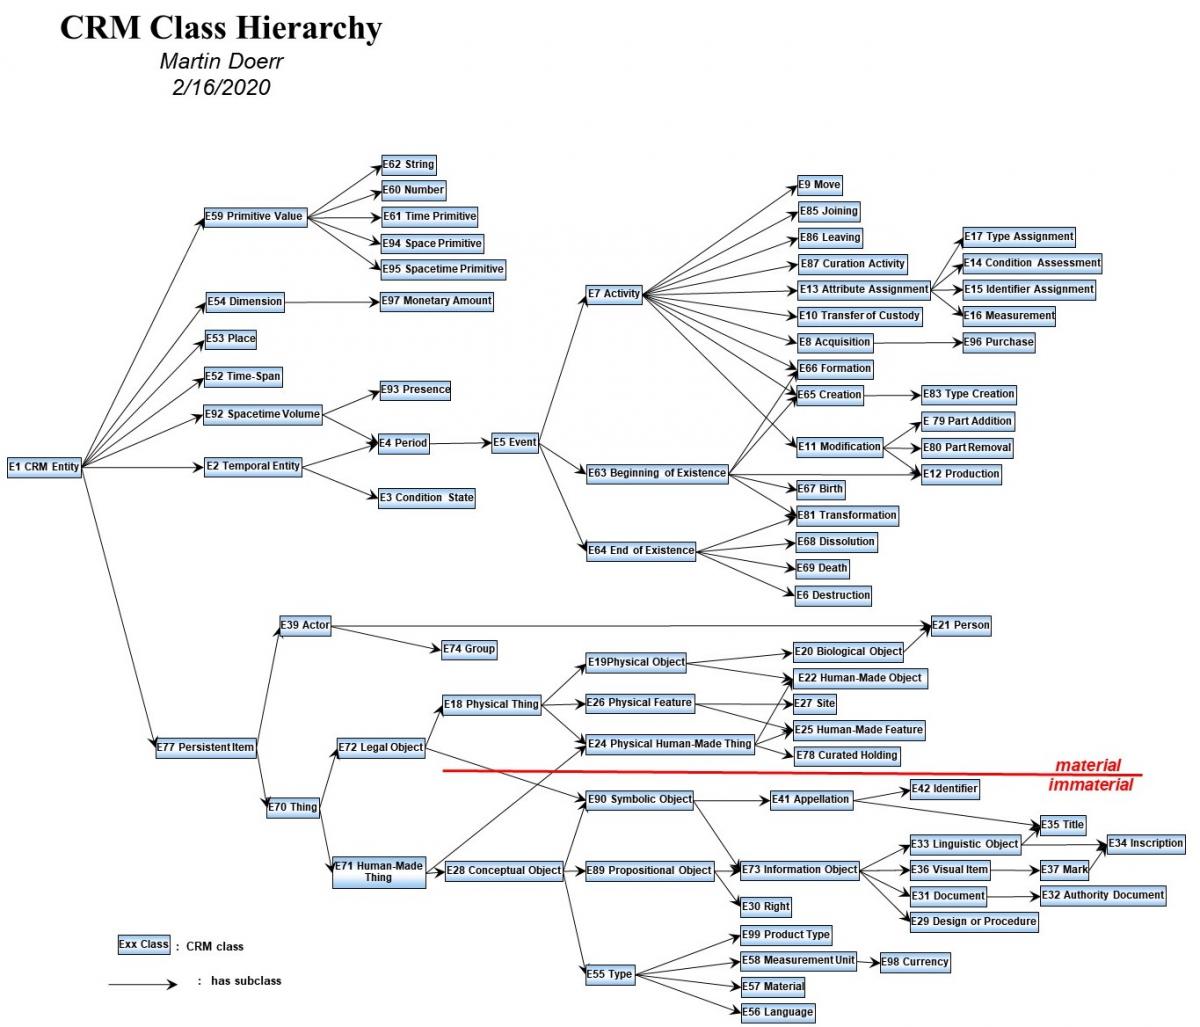 CRM Class Hierarchy
Martin Doerr
2/16/2020
E62 String
E60 Number
E59 Primitive Value
E61 Time Primitive
E94 Space Primitive
E95 Spacetime Primitive
E54 Dimension
E97 Monetary Amount
E53 Place
E52 Time-Span
E93 Presence
E92 Spacetime Volume
E4 Period
E5 Event
E1 CRM Entity
E2 Temporal Entity
E3 Condition State
E9 Move
E85 Joining
E86 Leaving
E17 Type Assignment
E87 Curation Activity
E14 Condition Assessment
E7 Activity
E13 Attribute Assignment
E15 Identifier Assignment
E10 Transfer of Custody
E16 Measurement
E8 Acquisition
E96 Purchase
E66 Formation
E65 Creation
E83 Type Creation
E 79 Part Addition
E11 Modification
E80 Part Removal
E63 Beginning of Existence
E12 Production
E67 Birth
E81 Transformation
E64 End of Existence
E68 Dissolution
E69 Death
E6 Destruction
E39 Actor
E21 Person
E74 Group
E20 Biological Object
E19Physical Object
E22 Human-Made Object
E18 Physical Thing
E26 Physical Feature
E27 Site
E25 Human-Made Feature
E77 Persistent Item
E72 Legal Object
E24 Physical Human-Made Thing
E78 Curated Holding
material
immaterial
E70 Thing
E90 Symbolic Object
E41 Appellation
E42 Identifier
E35 Title
E33 Linguistic Object
E34 Inscription
E71 Human-Made
Thing
E28 Conceptual Object
E89 Propositional Object
E73 Information Object
E36 Visual Item
E37 Mark
E31 Document
E32 Authority Document
E30 Right
E29 Design or Procedure
E99 Product Type
E58 Measurement Unit
E98 Currency
E55 Type
E57 Material
E56 Language
Exx Class : CRM class
: has subclass